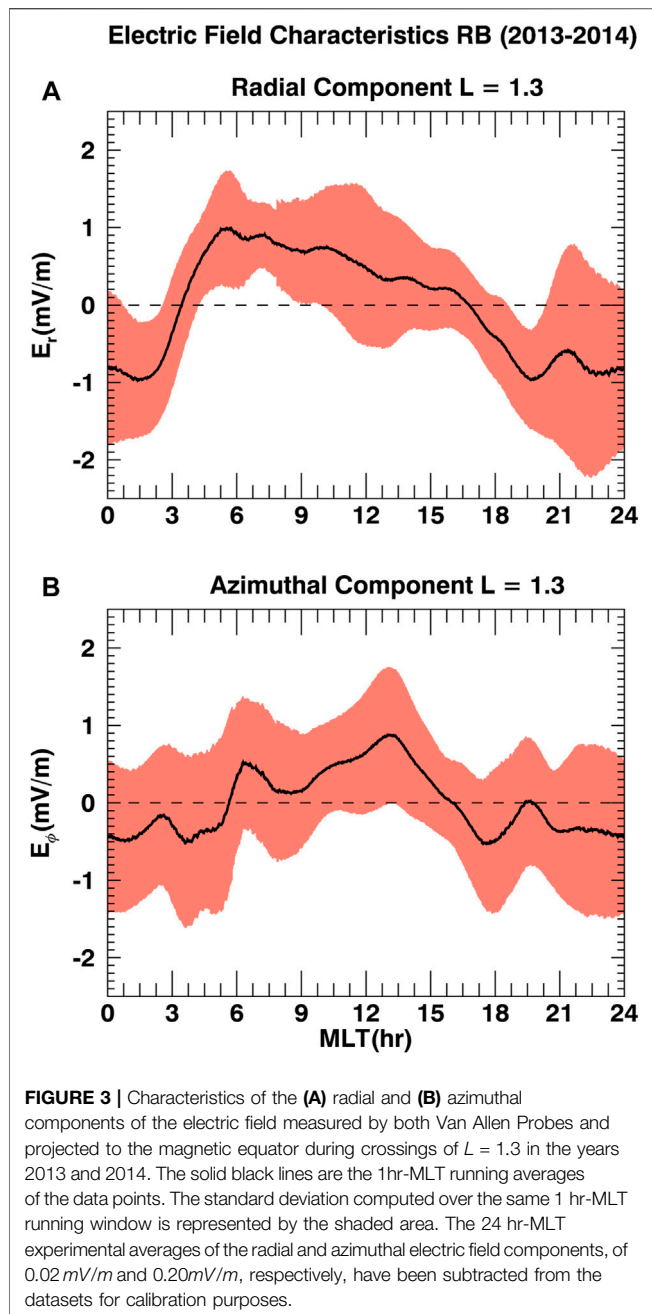 Electric Field Characteristics RB (2013-2014)
A
Radial Component L = 1.3
2
1
0
-1
-2
E_r(mV/m)
0 3 6 9 12 15 18 21 24
B
Azimuthal Component L = 1.3
2
1
0
-1
-2
E_ϕ(mV/m)
0 3 6 9 12 15 18 21 24
MLT(hr)
FIGURE 3 | Characteristics of the (A) radial and (B) azimuthal
components of the electric field measured by both Van Allen Probes and
projected to the magnetic equator during crossings of L = 1.3 in the years
2013 and 2014. The solid black lines are the 1hr-MLT running averages
of the data points. The standard deviation computed over the same 1 hr-MLT
running window is represented by the shaded area. The 24 hr-MLT
experimental averages of the radial and azimuthal electric field components, of
0.02 mV/m and 0.20mV/m, respectively, have been subtracted from the
datasets for calibration purposes.